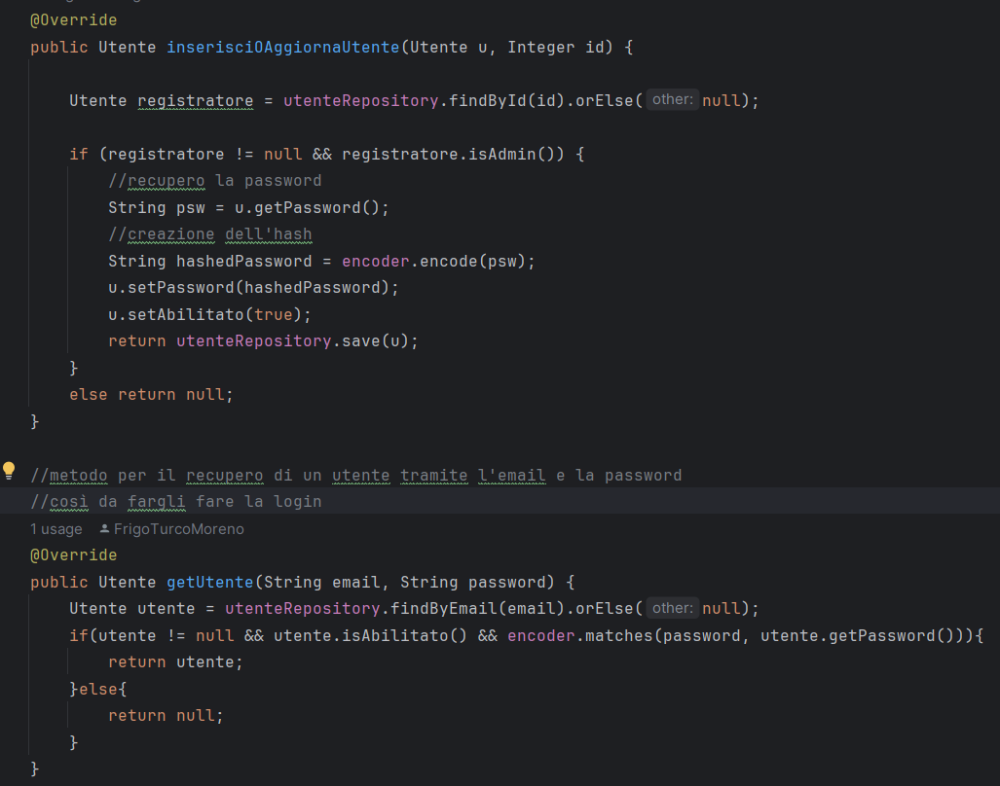 @Override
public Utente inserisciOAggiornaUtente(Utente u, Integer id) {
Utente registratore = utenteRepository.findById(id).orElse( other: null);
if (registratore != null && registratore.isAdmin()) {
//recupero la password
String psw = u.getPassword();
//creazione dell'hash
String hashedPassword = encoder.encode(psw);
u.setPassword(hashedPassword);
u.setAbilitato(true);
return utenteRepository.save(u);
}
else return null;
}
//metodo per il recupero di un utente tramite l'email e la password
//così da fargli fare la login
1 usage FrigoTurcoMoreno
@Override
public Utente getUtente(String email, String password) {
Utente utente = utenteRepository.findByEmail(email).orElse( other: null);
if(utente != null && utente.isAbilitato() && encoder.matches(password, utente.getPassword())){
return utente;
}else{
return null;
}
}